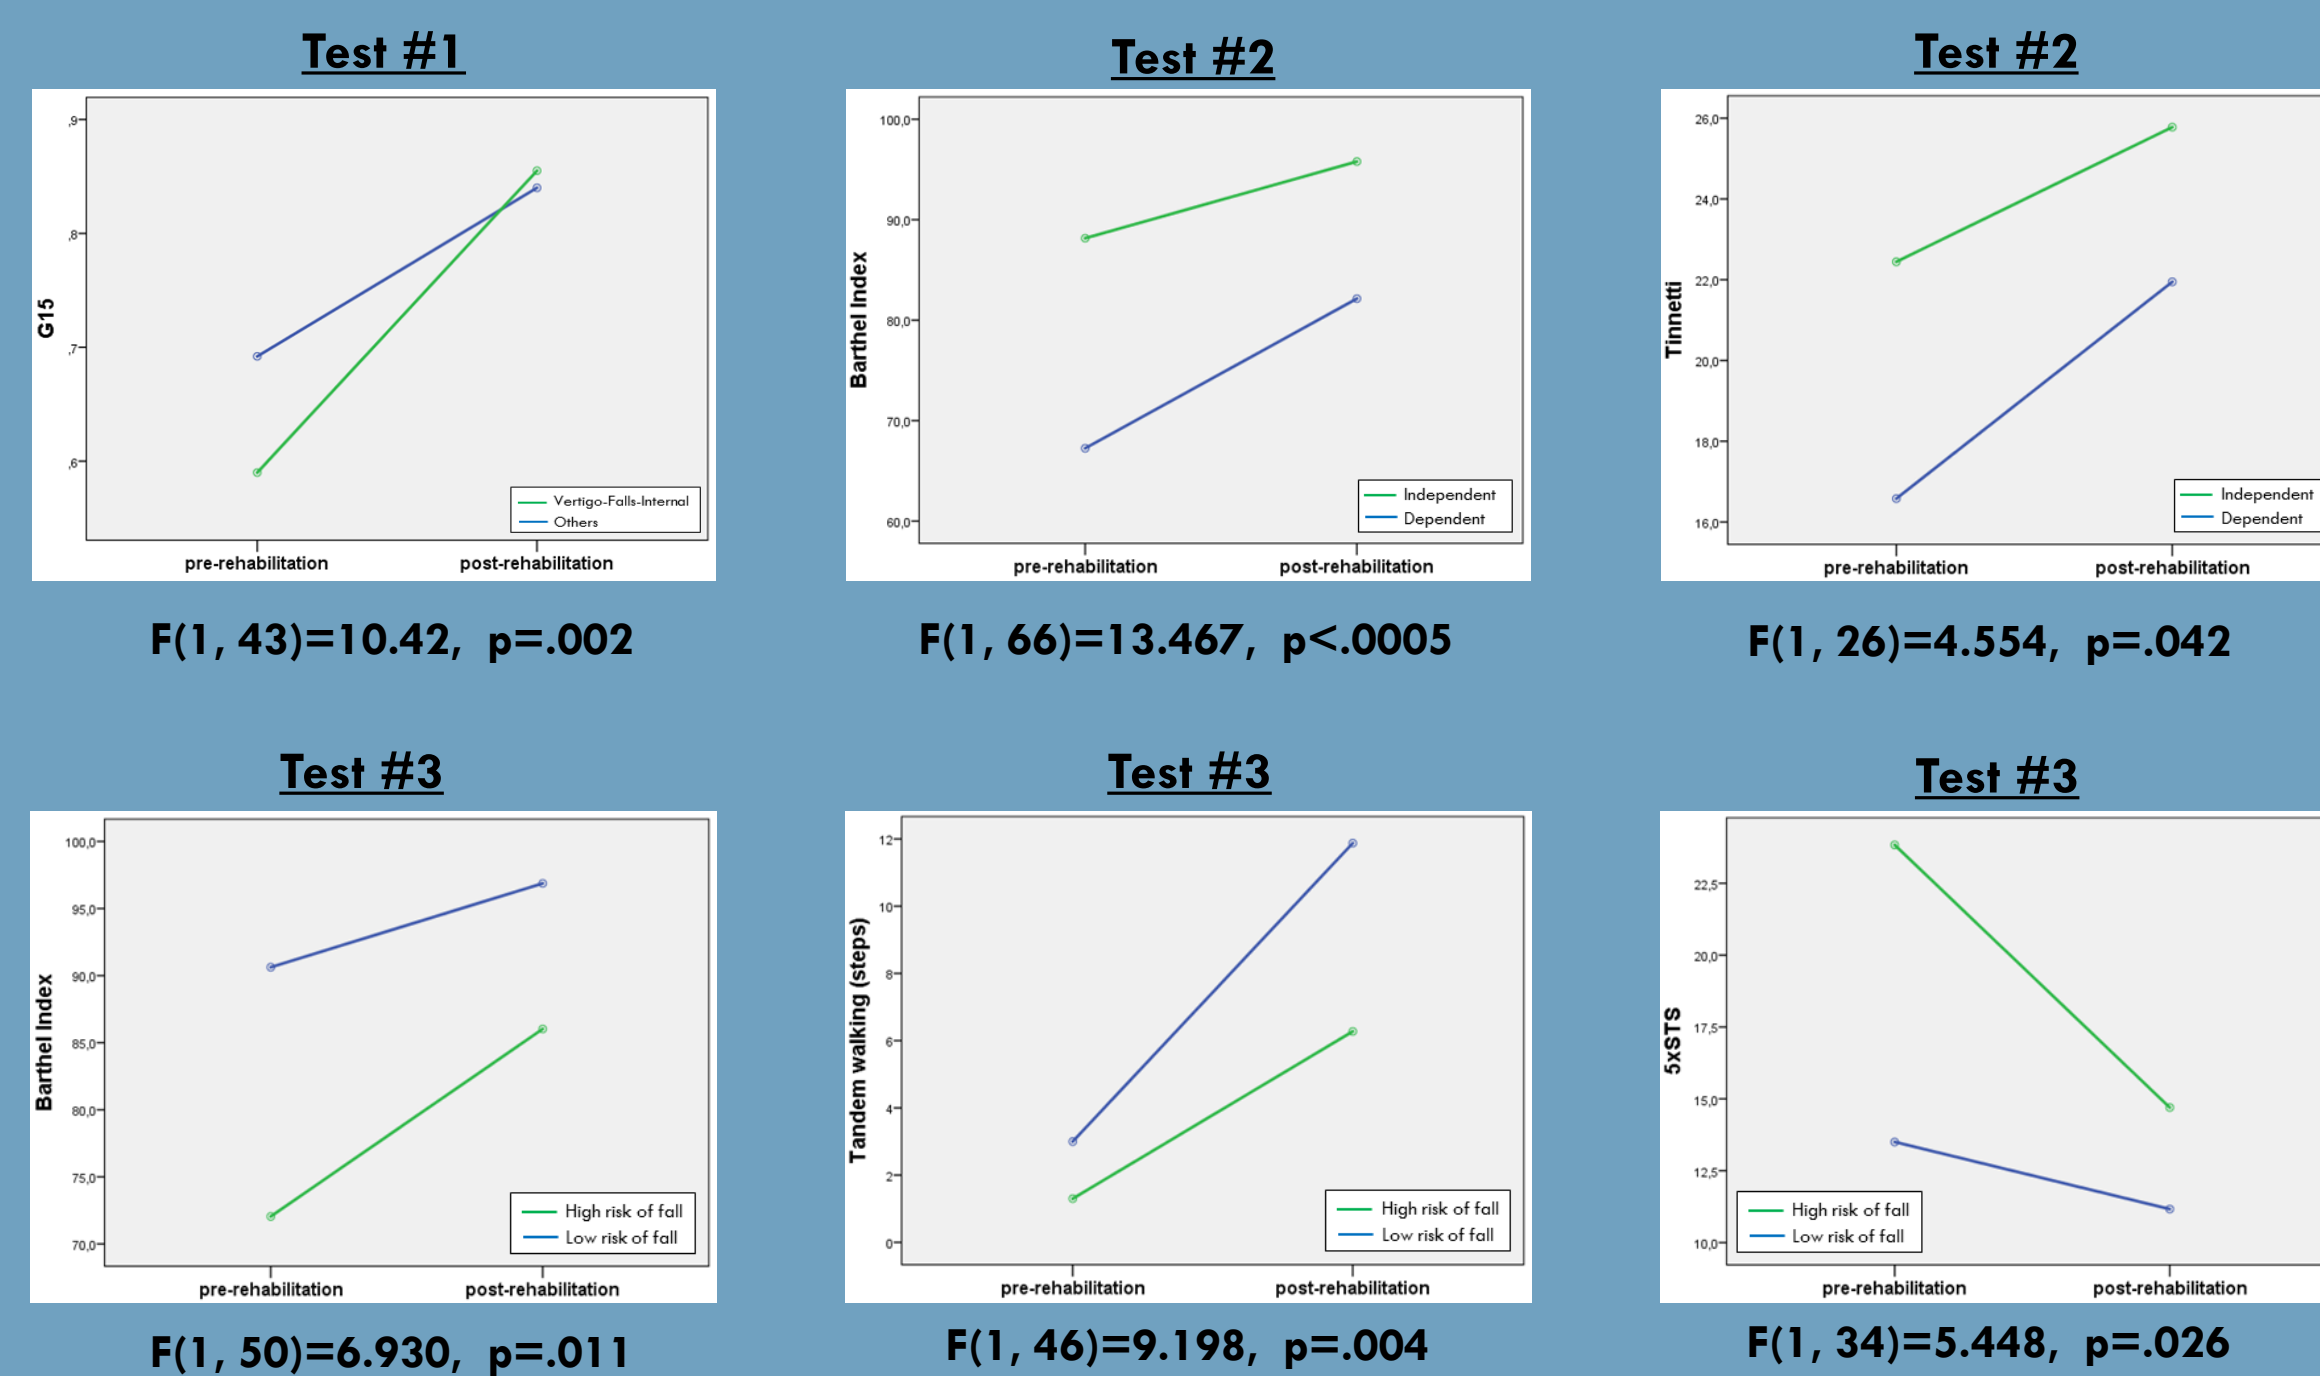 Test #1
,9
,8
,7
,6
G15
Vertigo-Falls-Internal
Others
pre-rehabilitation post-rehabilitation
F(1, 43)=10.42, p=.002
Test #2
100,0
90,0
80,0
70,0
60,0
Barthel Index
Independent
Dependent
pre-rehabilitation post-rehabilitation
F(1, 66)=13.467, p<.0005
Test #2
26,0
24,0
22,0
20,0
18,0
16,0
Tinnetti
Independent
Dependent
pre-rehabilitation post-rehabilitation
F(1, 26)=4.554, p=.042
Test #3
100,0
95,0
90,0
85,0
80,0
75,0
70,0
Barthel Index
High risk of fall
Low risk of fall
pre-rehabilitation post-rehabilitation
F(1, 50)=6.930, p=.011
Test #3
12
10
8
6
4
2
0
Tandem walking (steps)
High risk of fall
Low risk of fall
pre-rehabilitation post-rehabilitation
F(1, 46)=9.198, p=.004
Test #3
22,5
20,0
17,5
15,0
12,5
10,0
5xSTS
High risk of fall
Low risk of fall
pre-rehabilitation post-rehabilitation
F(1, 34)=5.448, p=.026